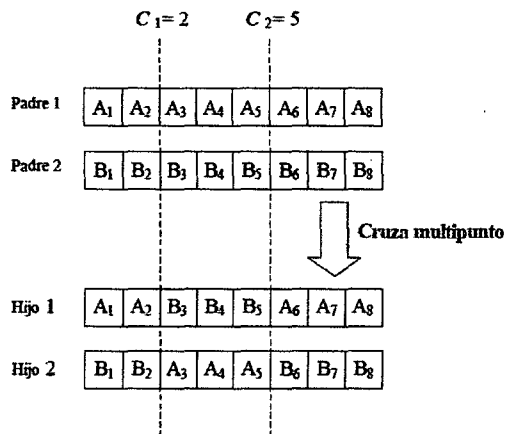 C₁= 2 C₂= 5
Padre 1 A₁ A₂ A₃ A₄ A₅ A₆ A₇ A₈
Padre 2 B₁ B₂ B₃ B₄ B₅ B₆ B₇ B₈
Cruza multipunto
Hijo 1 A₁ A₂ B₃ B₄ B₅ A₆ A₇ A₈
Hijo 2 B₁ B₂ A₃ A₄ A₅ B₆ B₇ B₈